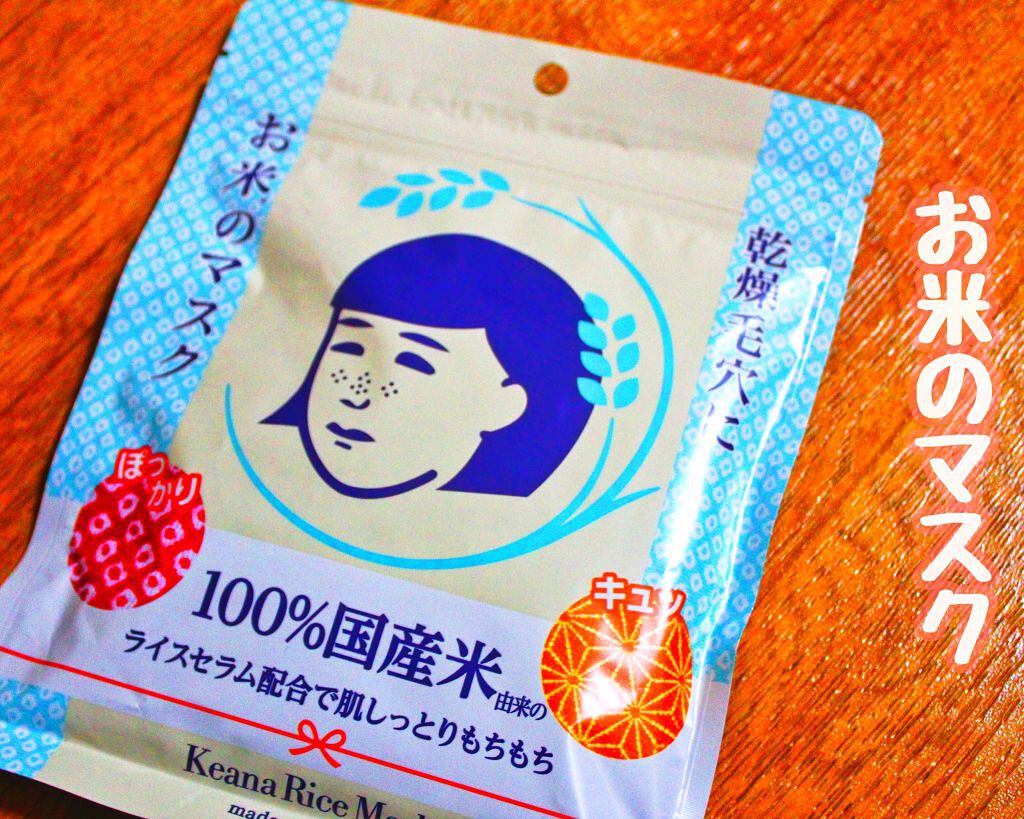 お米のマスク
乾燥毛穴に
お米のマスク
ぽっかり
キュッ
100%国産米由来の
ライスセラム配合で肌しっとりもちもち
Keana Rice
made